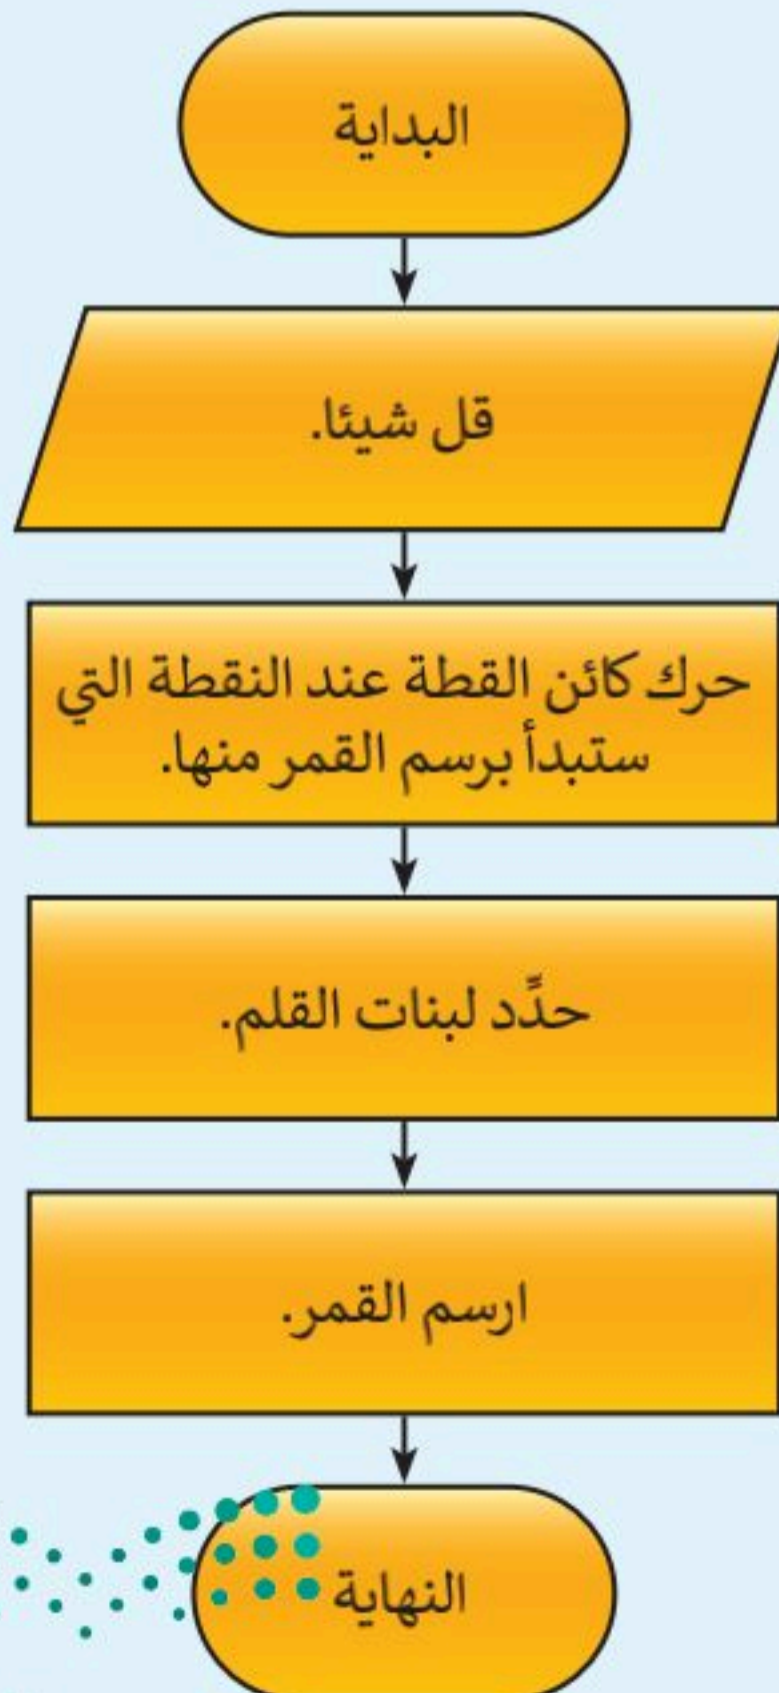 البداية
قل شيئا.
حرك كائن القطة عند النقطة التي
ستبدأ برسم القمر منها.
حدِّد لبنات القلم.
ارسم القمر.
النهاية